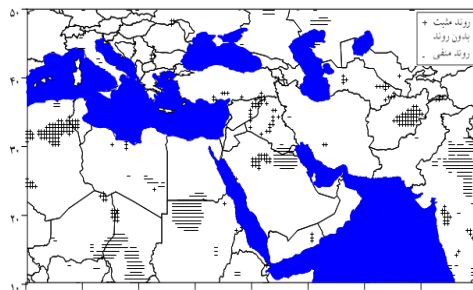 + روند مثبت
بدون روند
- روند منفی
۵۰
۴۰
۳۰
۲۰
۱۰